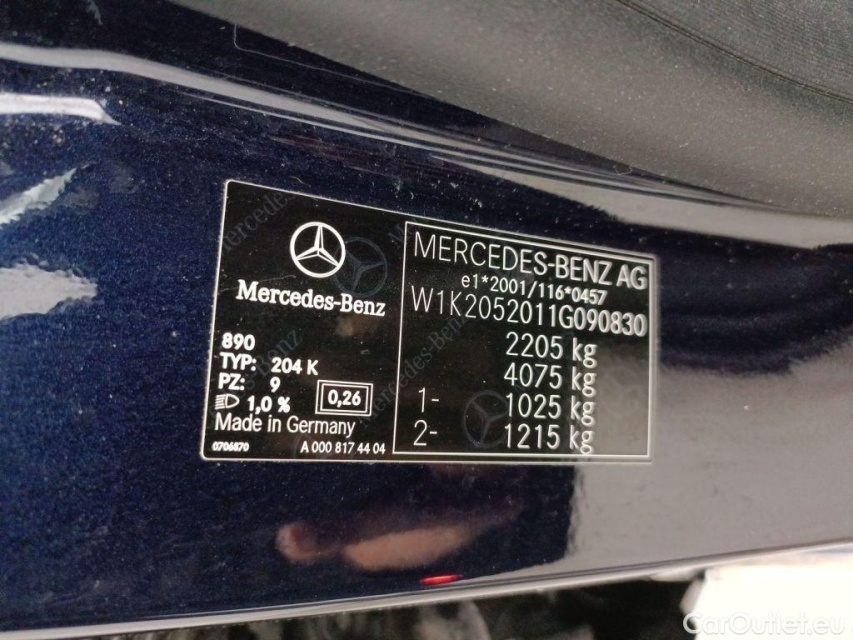 Mercedes-Benz
890
TYP: 204 K
PZ: 9
1,0 %
0,26
Made in Germany
0706870
A 000 817 44 04
MERCEDES-BENZ AG
e1*2001/116*0457
W1K2052011G090830
2205 kg
4075 kg
1- 1025 kg
2- 1215 kg
CarOutlet.eu